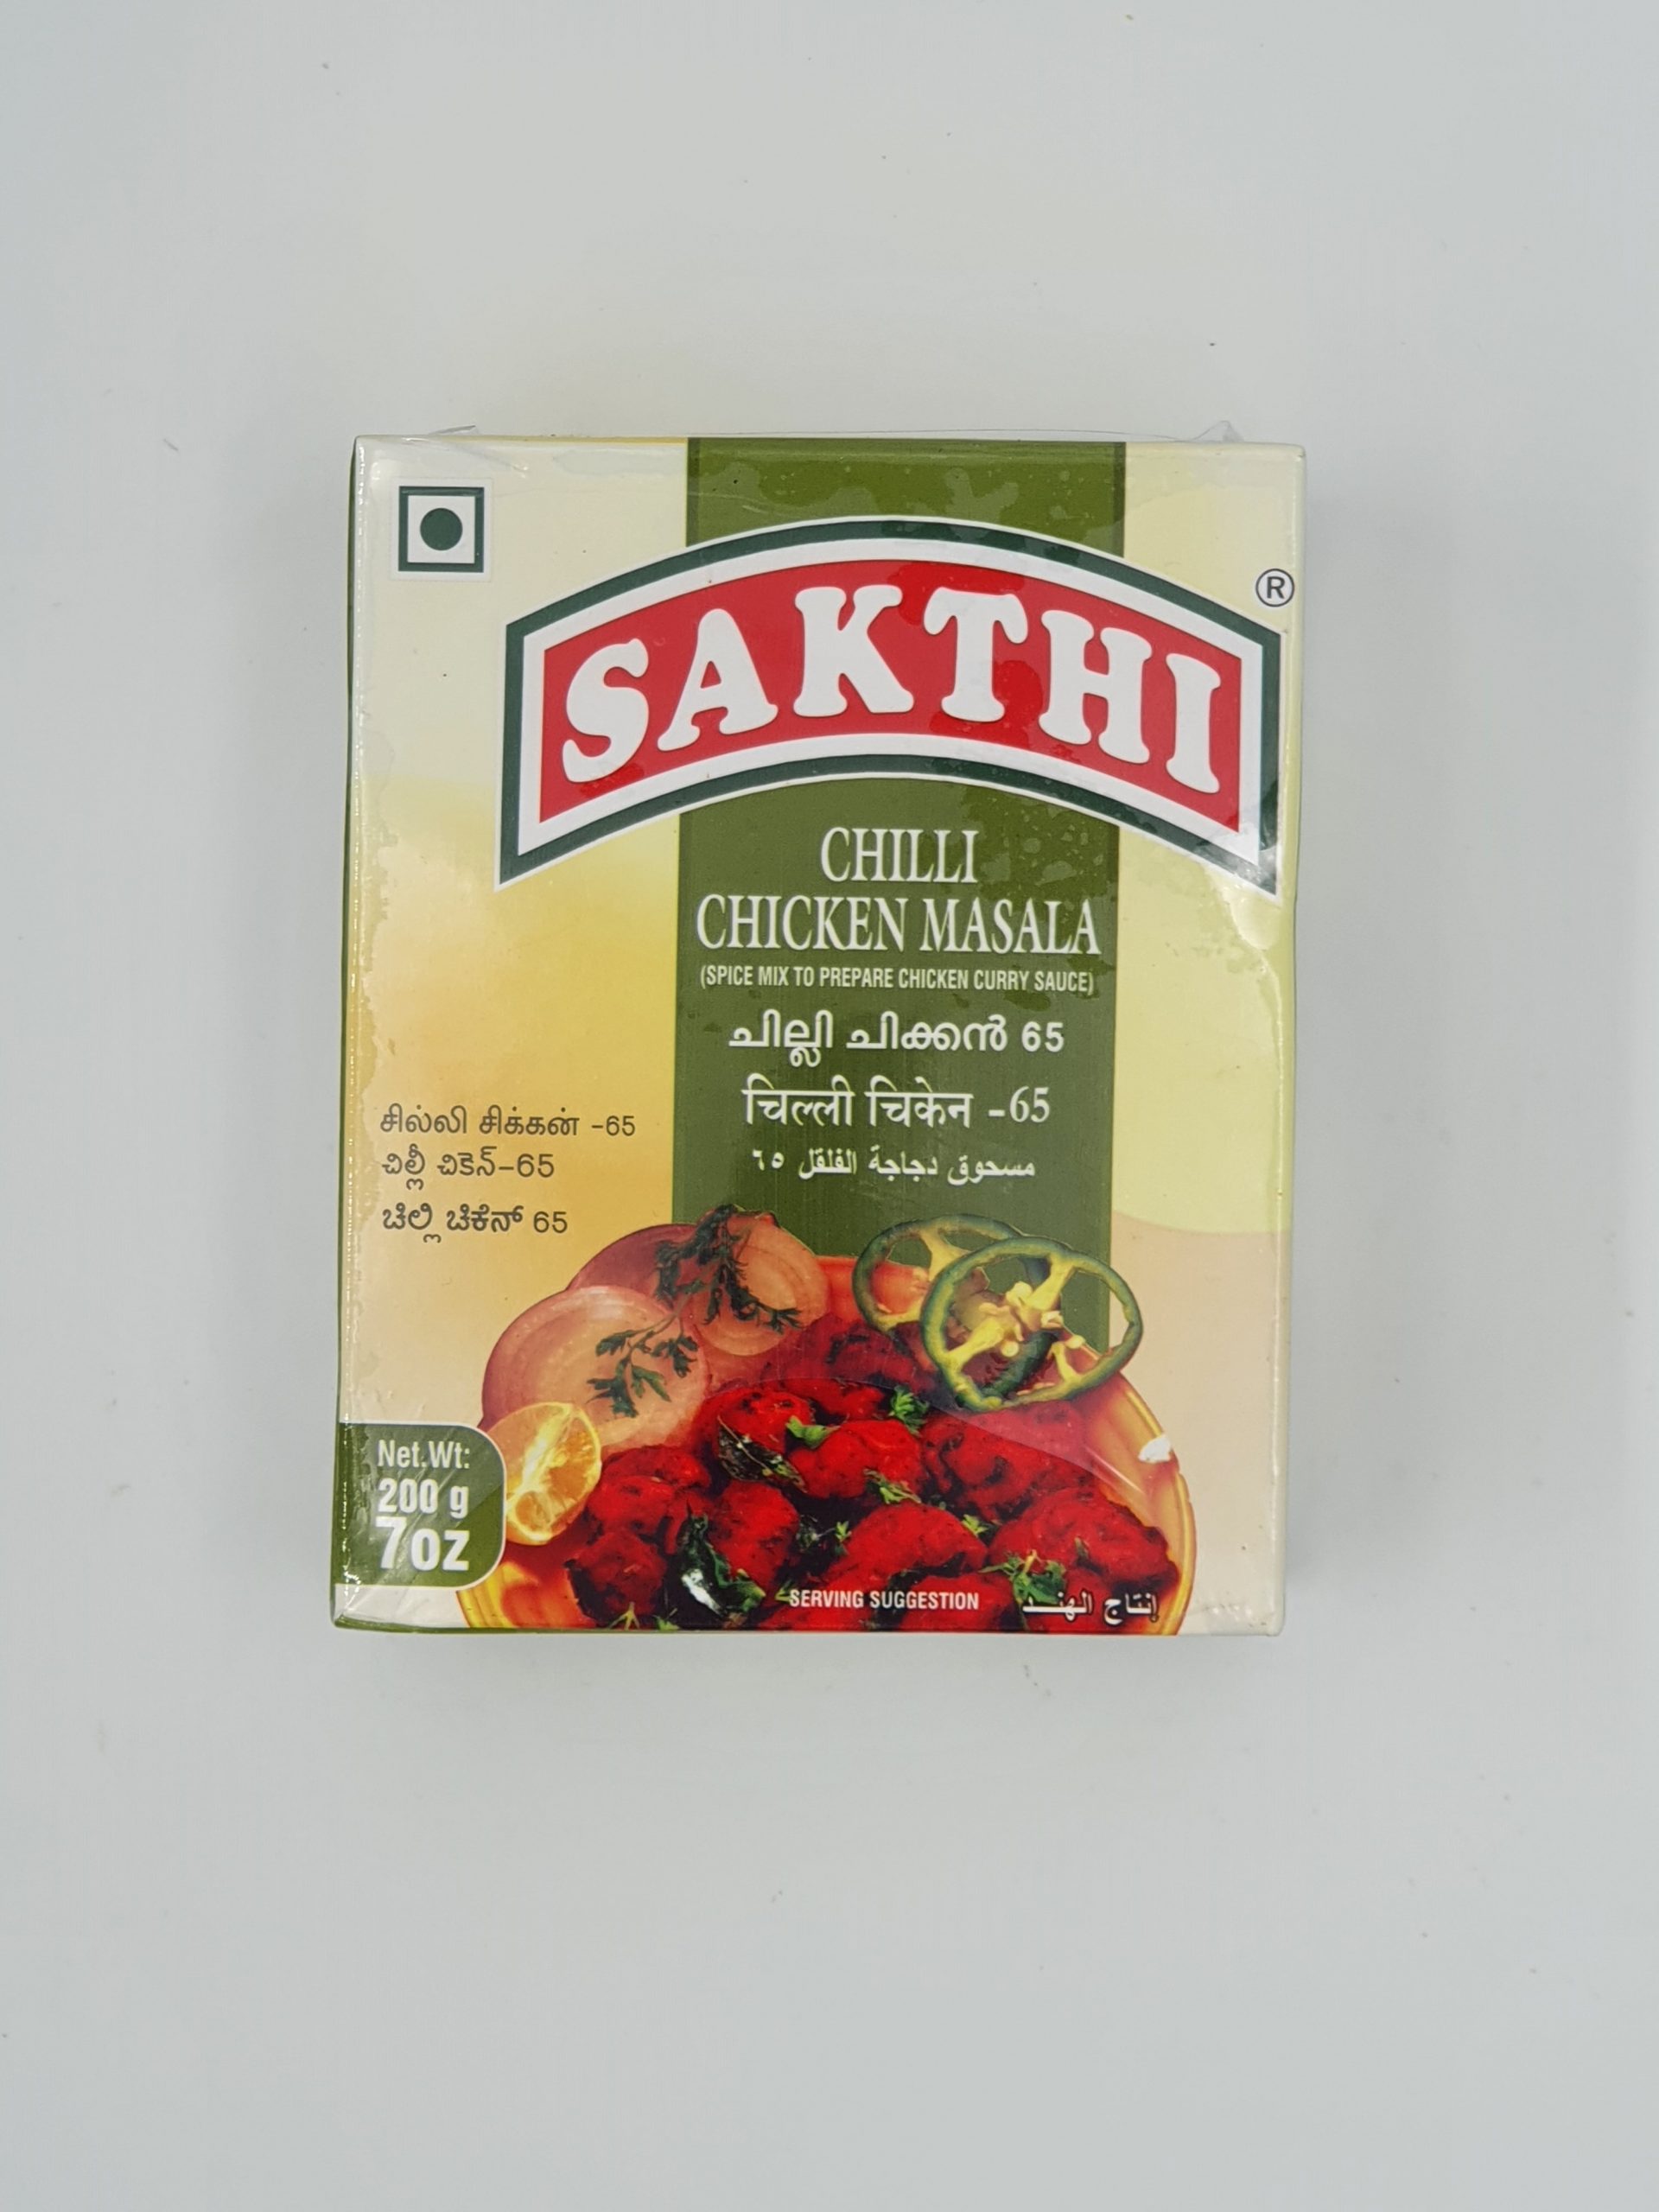 SAKTHI
®
CHILLI
CHICKEN MASALA
(SPICE MIX TO PREPARE CHICKEN CURRY SAUCE)
ചില്ലി ചിക്കൻ 65
चिल्ली चिकेन -65
مسحوق دجاجة الفلفل ٦٥
சில்லி சிக்கன் -65
చిల్లీ చికెన్-65
ಚಿಲ್ಲಿ ಚಿಕೆನ್ 65
Net.Wt:
200 g
7oz
SERVING SUGGESTION
إنتاج الهند